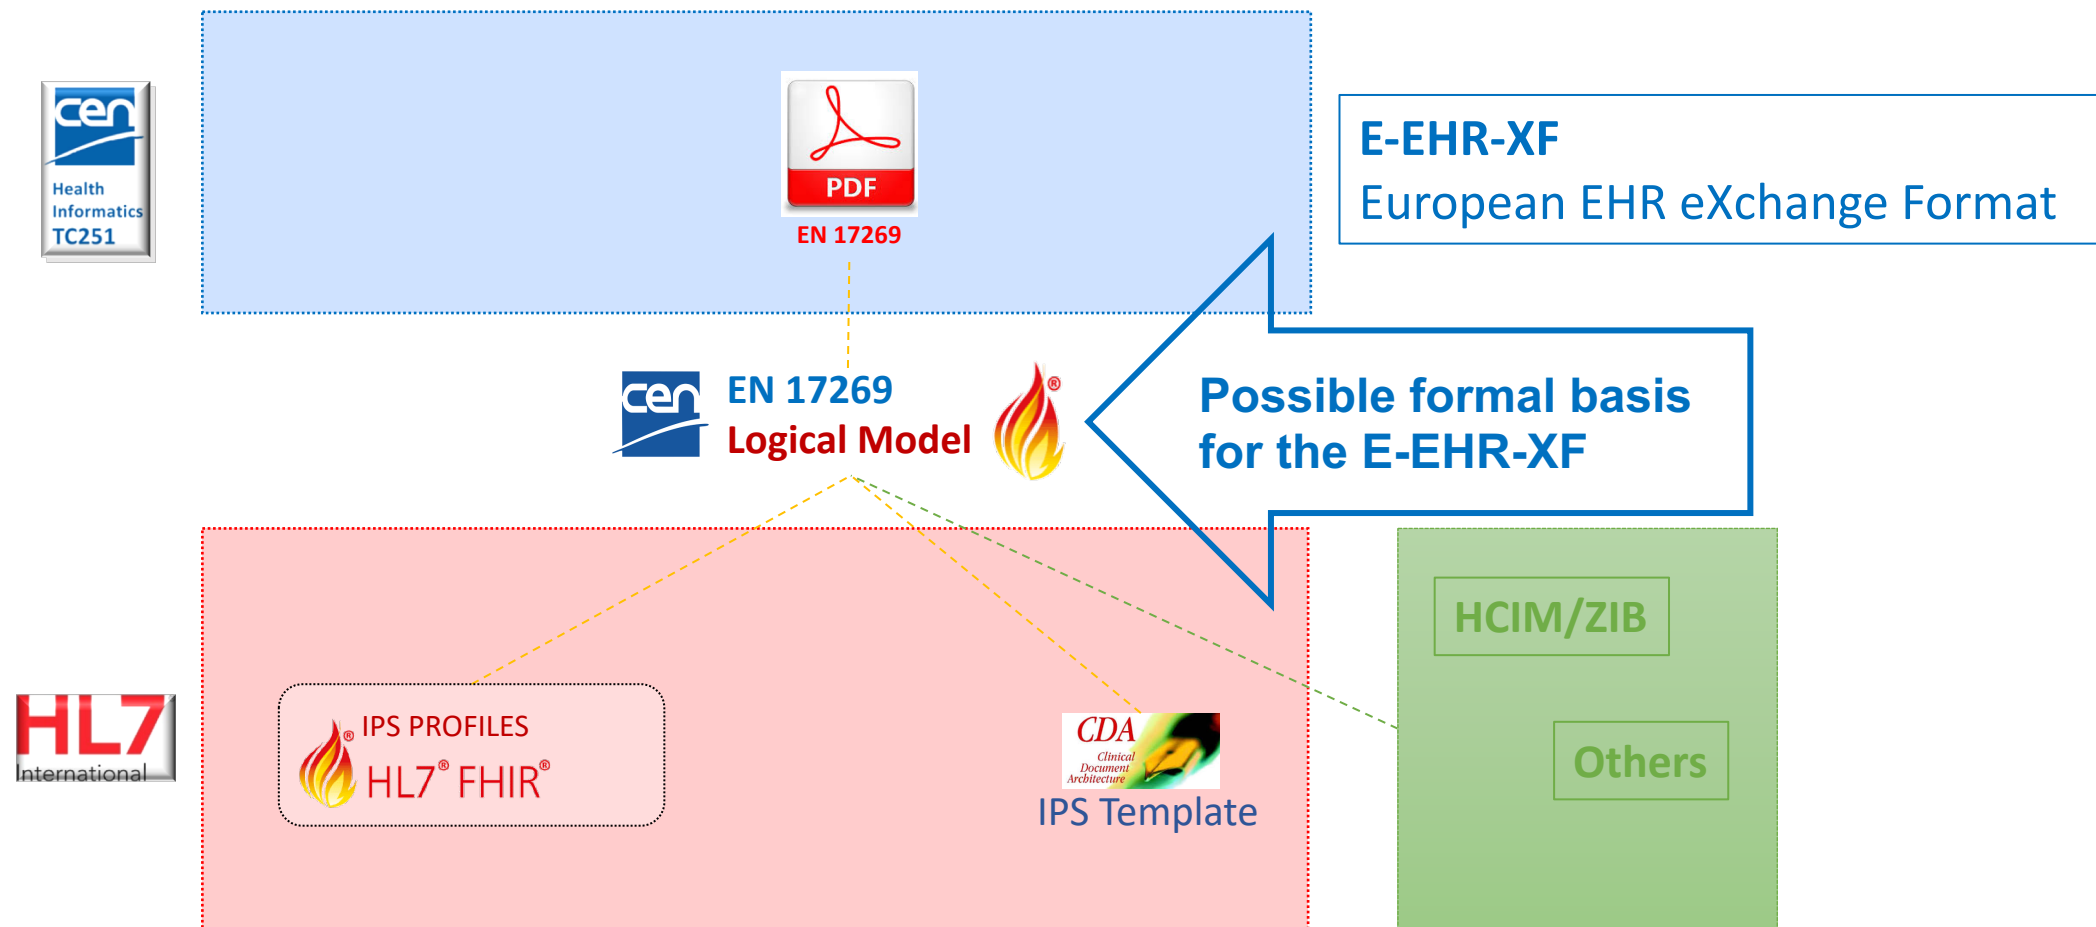 cen
Health
Informatics
TC251
PDF
EN 17269
E-EHR-XF
European EHR eXchange Format
cen
EN 17269
Logical Model
®
Possible formal basis
for the E-EHR-XF
HL7
International
® IPS PROFILES
HL7® FHIR®
CDA
Clinical
Document
Architecture
IPS Template
HCIM/ZIB
Others